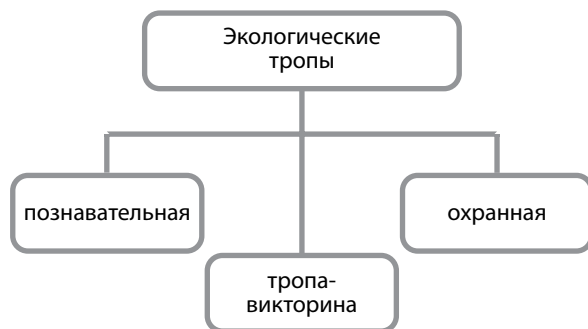 Экологические
тропы
познавательная
охранная
тропа-
викторина